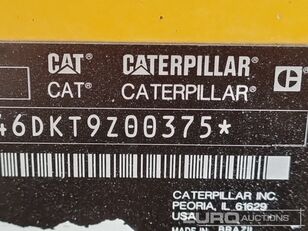 CAT CATERPILLAR
CAT® CATERPILLAR®
46DKT9Z00375*
CATERPILLAR INC.
PEORIA, IL 61629
USA
MADE IN BRAZIL
EURO AUCTIONS